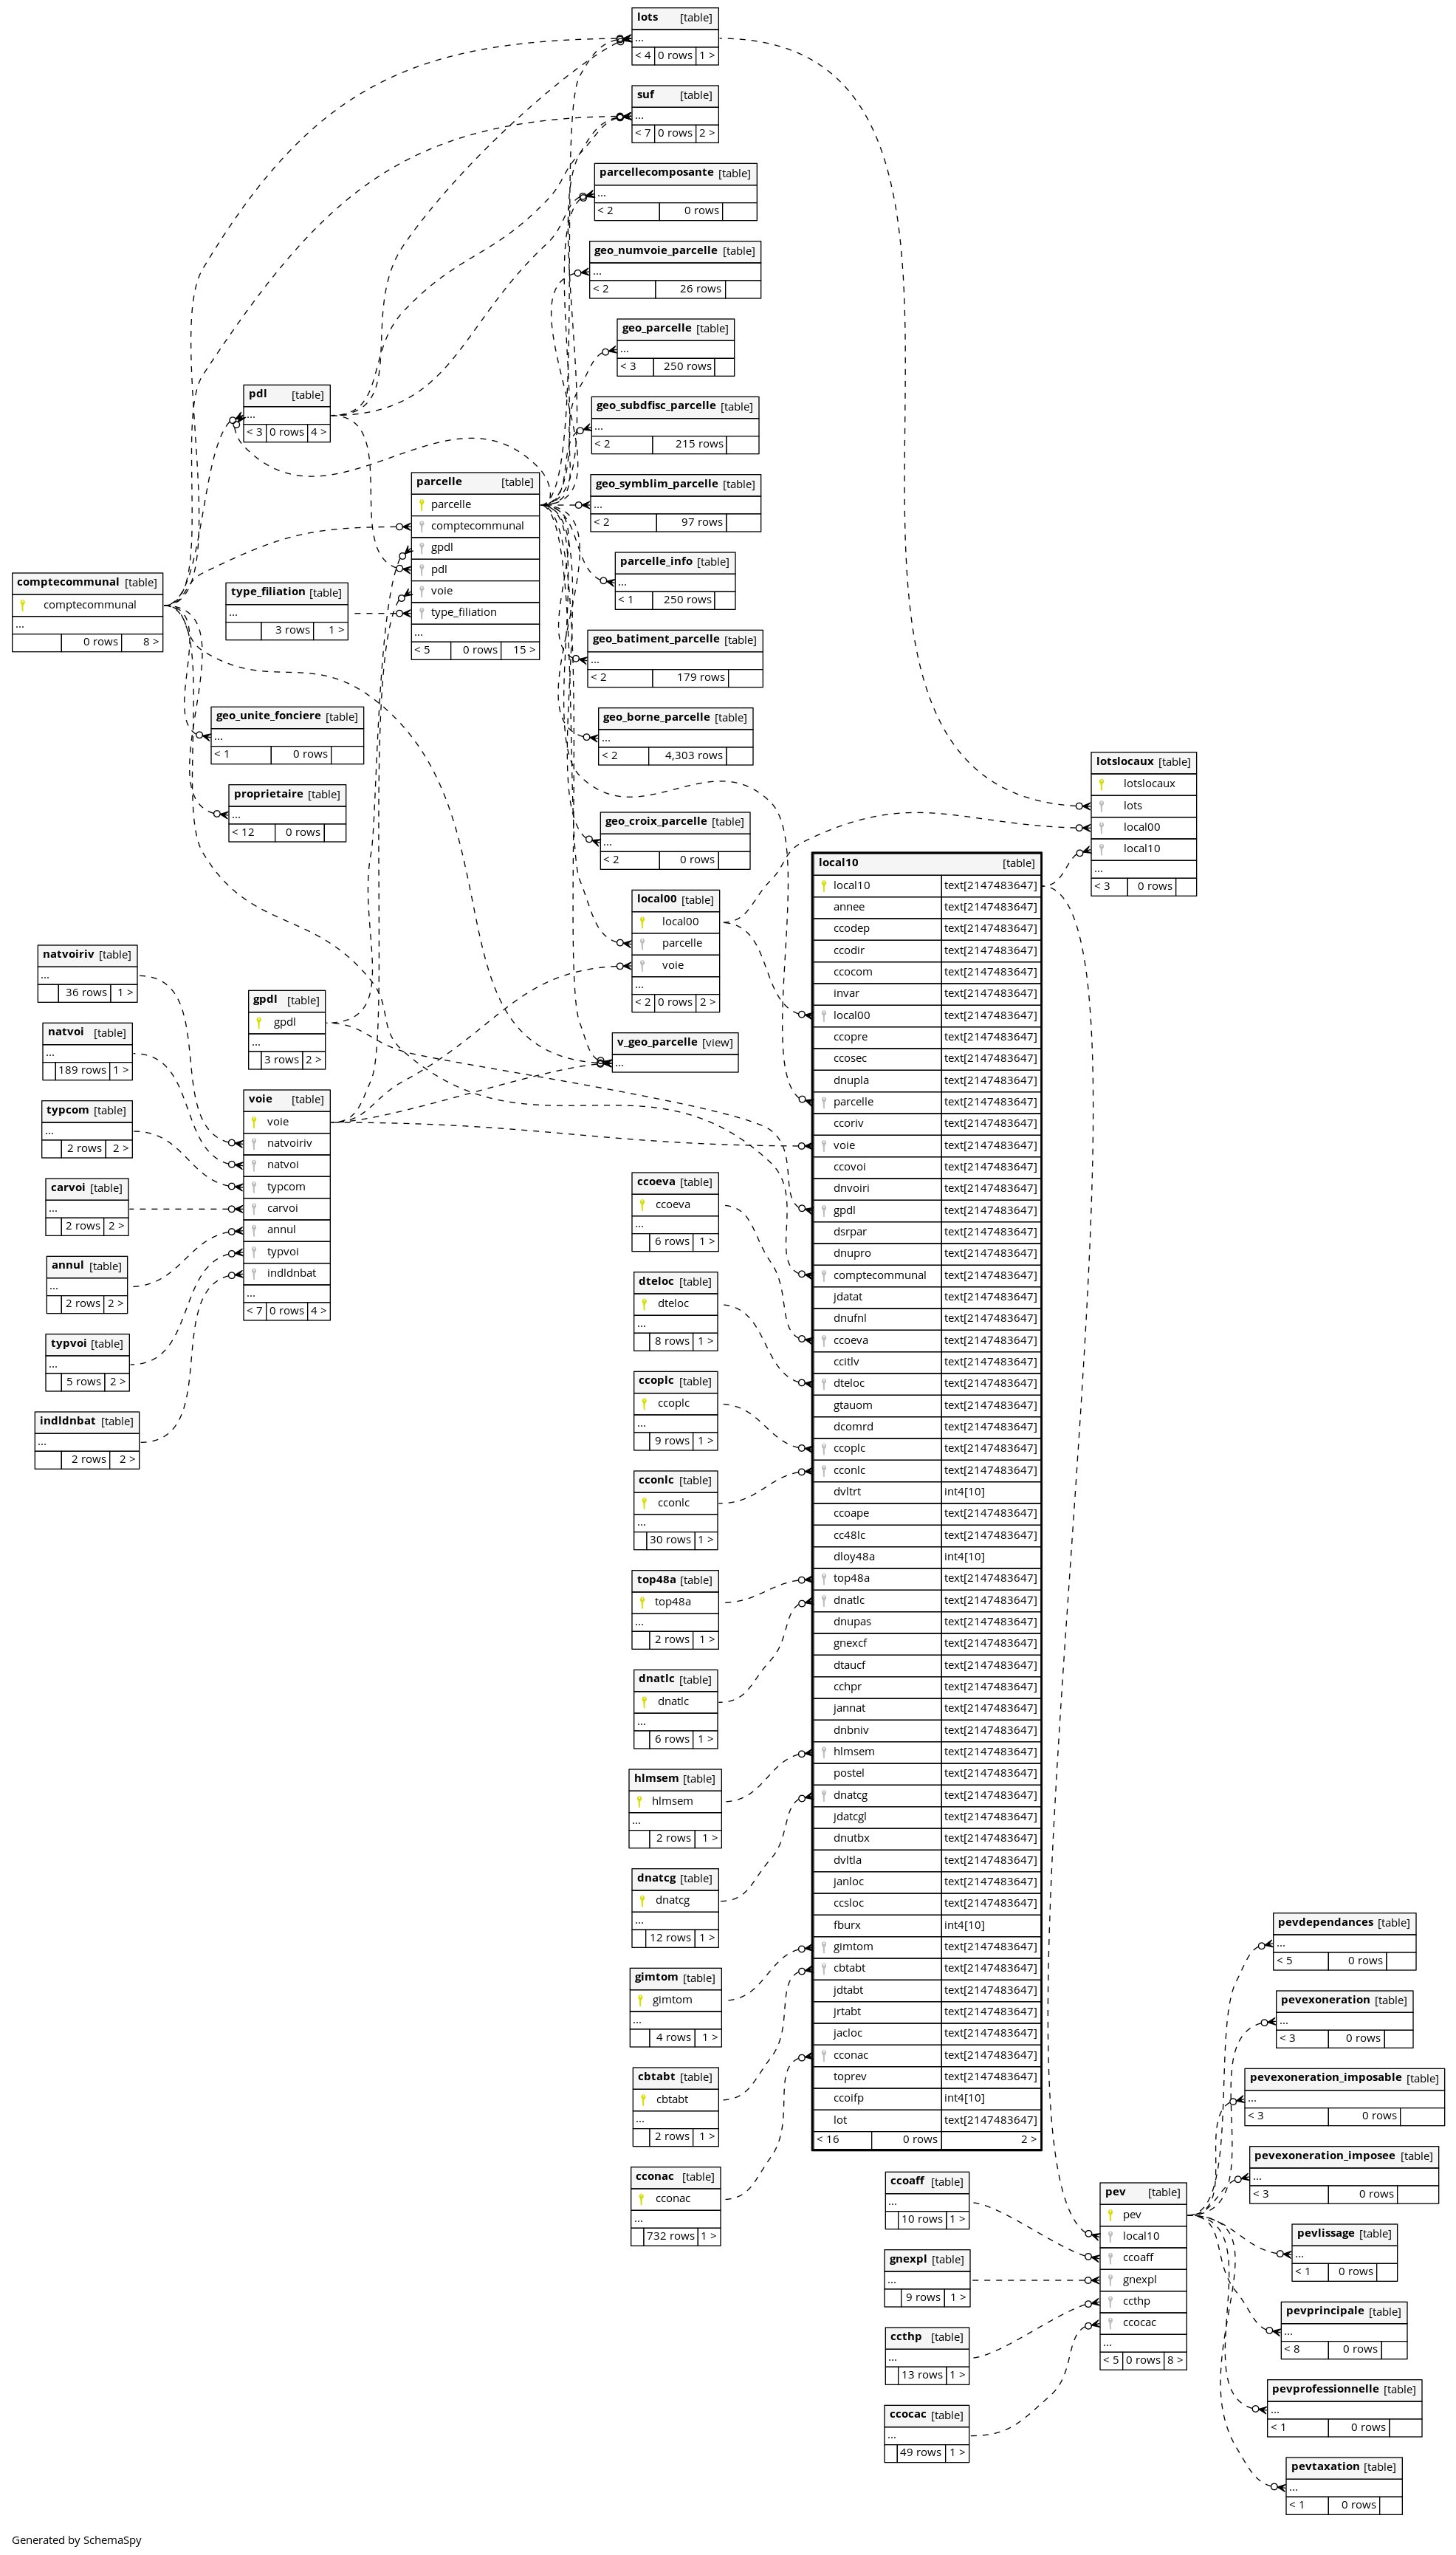 lots [table]
...
< 4 0 rows 1 >
suf [table]
...
< 7 0 rows 2 >
parcellecomposante [table]
...
< 2 0 rows
geo_numvoie_parcelle [table]
...
< 2 26 rows
geo_parcelle [table]
...
< 3 250 rows
geo_subdfisc_parcelle [table]
...
< 2 215 rows
geo_symblim_parcelle [table]
...
< 2 97 rows
parcelle_info [table]
...
< 1 250 rows
geo_batiment_parcelle [table]
...
< 2 179 rows
geo_borne_parcelle [table]
...
< 2 4,303 rows
geo_croix_parcelle [table]
...
< 2 0 rows
pdl [table]
...
< 3 0 rows 4 >
parcelle [table]
parcelle
comptecommunal
gpdl
pdl
voie
type_filiation
...
< 5 0 rows 15 >
comptecommunal [table]
comptecommunal
...
0 rows 8 >
type_filiation [table]
...
3 rows 1 >
geo_unite_fonciere [table]
...
< 1 0 rows
proprietaire [table]
...
< 12 0 rows
lotslocaux [table]
lotslocaux
lots
local00
local10
...
< 3 0 rows
local00 [table]
local00
parcelle
voie
...
< 2 0 rows 2 >
v_geo_parcelle [view]
...
natvoiriv [table]
...
36 rows 1 >
natvoi [table]
...
189 rows 1 >
typcom [table]
...
2 rows 2 >
carvoi [table]
...
2 rows 2 >
annul [table]
...
2 rows 2 >
typvoi [table]
...
5 rows 2 >
indldnbat [table]
...
2 rows 2 >
gpdl [table]
gpdl
...
3 rows 2 >
voie [table]
voie
natvoiriv
natvoi
typcom
carvoi
annul
typvoi
indldnbat
...
< 7 0 rows 4 >
ccoeva [table]
ccoeva
...
6 rows 1 >
dteloc [table]
dteloc
...
8 rows 1 >
ccoplc [table]
ccoplc
...
9 rows 1 >
cconlc [table]
cconlc
...
30 rows 1 >
top48a [table]
top48a
...
2 rows 1 >
dnatlc [table]
dnatlc
...
6 rows 1 >
hlmsem [table]
hlmsem
...
2 rows 1 >
dnatcg [table]
dnatcg
...
12 rows 1 >
gimtom [table]
gimtom
...
4 rows 1 >
cbtabt [table]
cbtabt
...
2 rows 1 >
cconac [table]
cconac
...
732 rows 1 >
local10 [table]
local10 text[2147483647]
annee text[2147483647]
ccodep text[2147483647]
ccodir text[2147483647]
ccocom text[2147483647]
invar text[2147483647]
local00 text[2147483647]
ccopre text[2147483647]
ccosec text[2147483647]
dnupla text[2147483647]
parcelle text[2147483647]
ccoriv text[2147483647]
voie text[2147483647]
ccovoi text[2147483647]
dnvoiri text[2147483647]
gpdl text[2147483647]
dsrpar text[2147483647]
dnupro text[2147483647]
comptecommunal text[2147483647]
jdatat text[2147483647]
dnufnl text[2147483647]
ccoeva text[2147483647]
ccitlv text[2147483647]
dteloc text[2147483647]
gtauom text[2147483647]
dcomrd text[2147483647]
ccoplc text[2147483647]
cconlc text[2147483647]
dvltrt int4[10]
ccoape text[2147483647]
cc48lc text[2147483647]
dloy48a int4[10]
top48a text[2147483647]
dnatlc text[2147483647]
dnupas text[2147483647]
gnexcf text[2147483647]
dtaucf text[2147483647]
cchpr text[2147483647]
jannat text[2147483647]
dnbniv text[2147483647]
hlmsem text[2147483647]
postel text[2147483647]
dnatcg text[2147483647]
jdatcgl text[2147483647]
dnutbx text[2147483647]
dvltla text[2147483647]
janloc text[2147483647]
ccsloc text[2147483647]
fburx int4[10]
gimtom text[2147483647]
cbtabt text[2147483647]
jdtabt text[2147483647]
jrtabt text[2147483647]
jacloc text[2147483647]
cconac text[2147483647]
toprev text[2147483647]
ccoifp int4[10]
lot text[2147483647]
< 16 0 rows 2 >
ccoaff [table]
...
10 rows 1 >
gnexpl [table]
...
9 rows 1 >
ccthp [table]
...
13 rows 1 >
ccocac [table]
...
49 rows 1 >
pev [table]
pev
local10
ccoaff
gnexpl
ccthp
ccocac
...
< 5 0 rows 8 >
pevdependances [table]
...
< 5 0 rows
pevexoneration [table]
...
< 3 0 rows
pevexoneration_imposable [table]
...
< 3 0 rows
pevexoneration_imposee [table]
...
< 3 0 rows
pevlissage [table]
...
< 1 0 rows
pevprincipale [table]
...
< 8 0 rows
pevprofessionnelle [table]
...
< 1 0 rows
pevtaxation [table]
...
< 1 0 rows
Generated by SchemaSpy